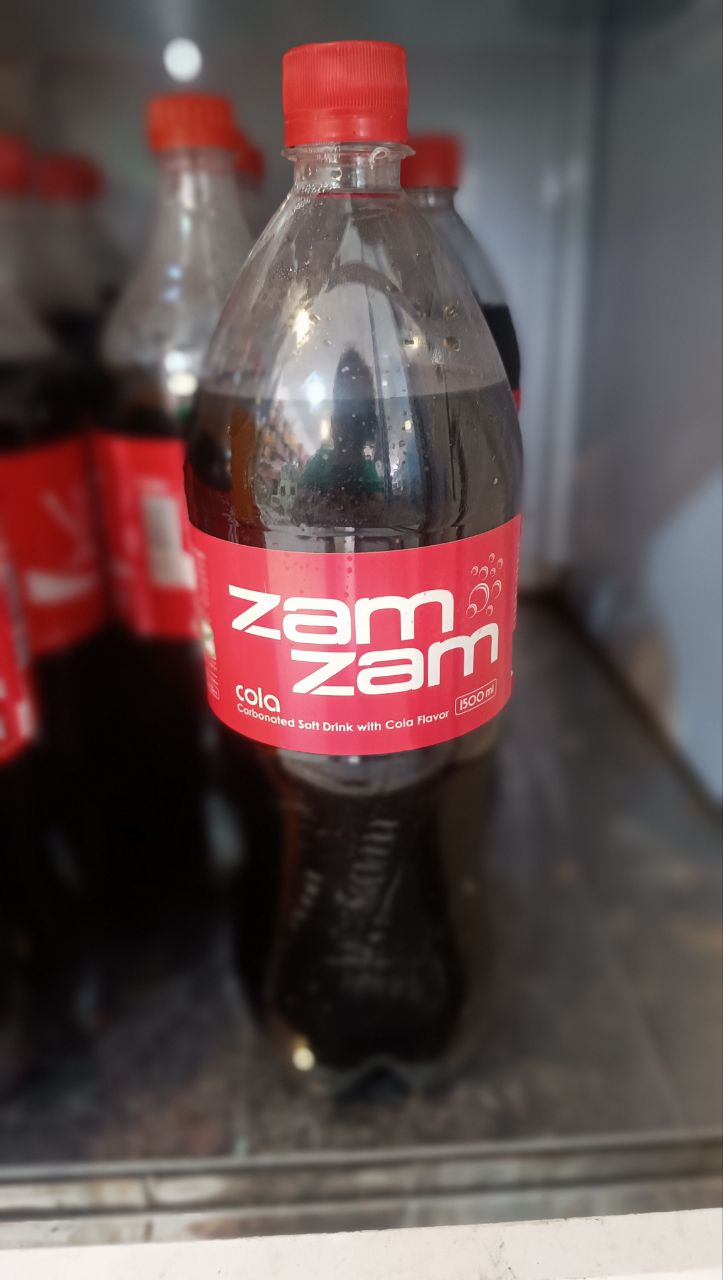 zam
zam
cola
1500 ml
Carbonated Soft Drink with Cola Flavor